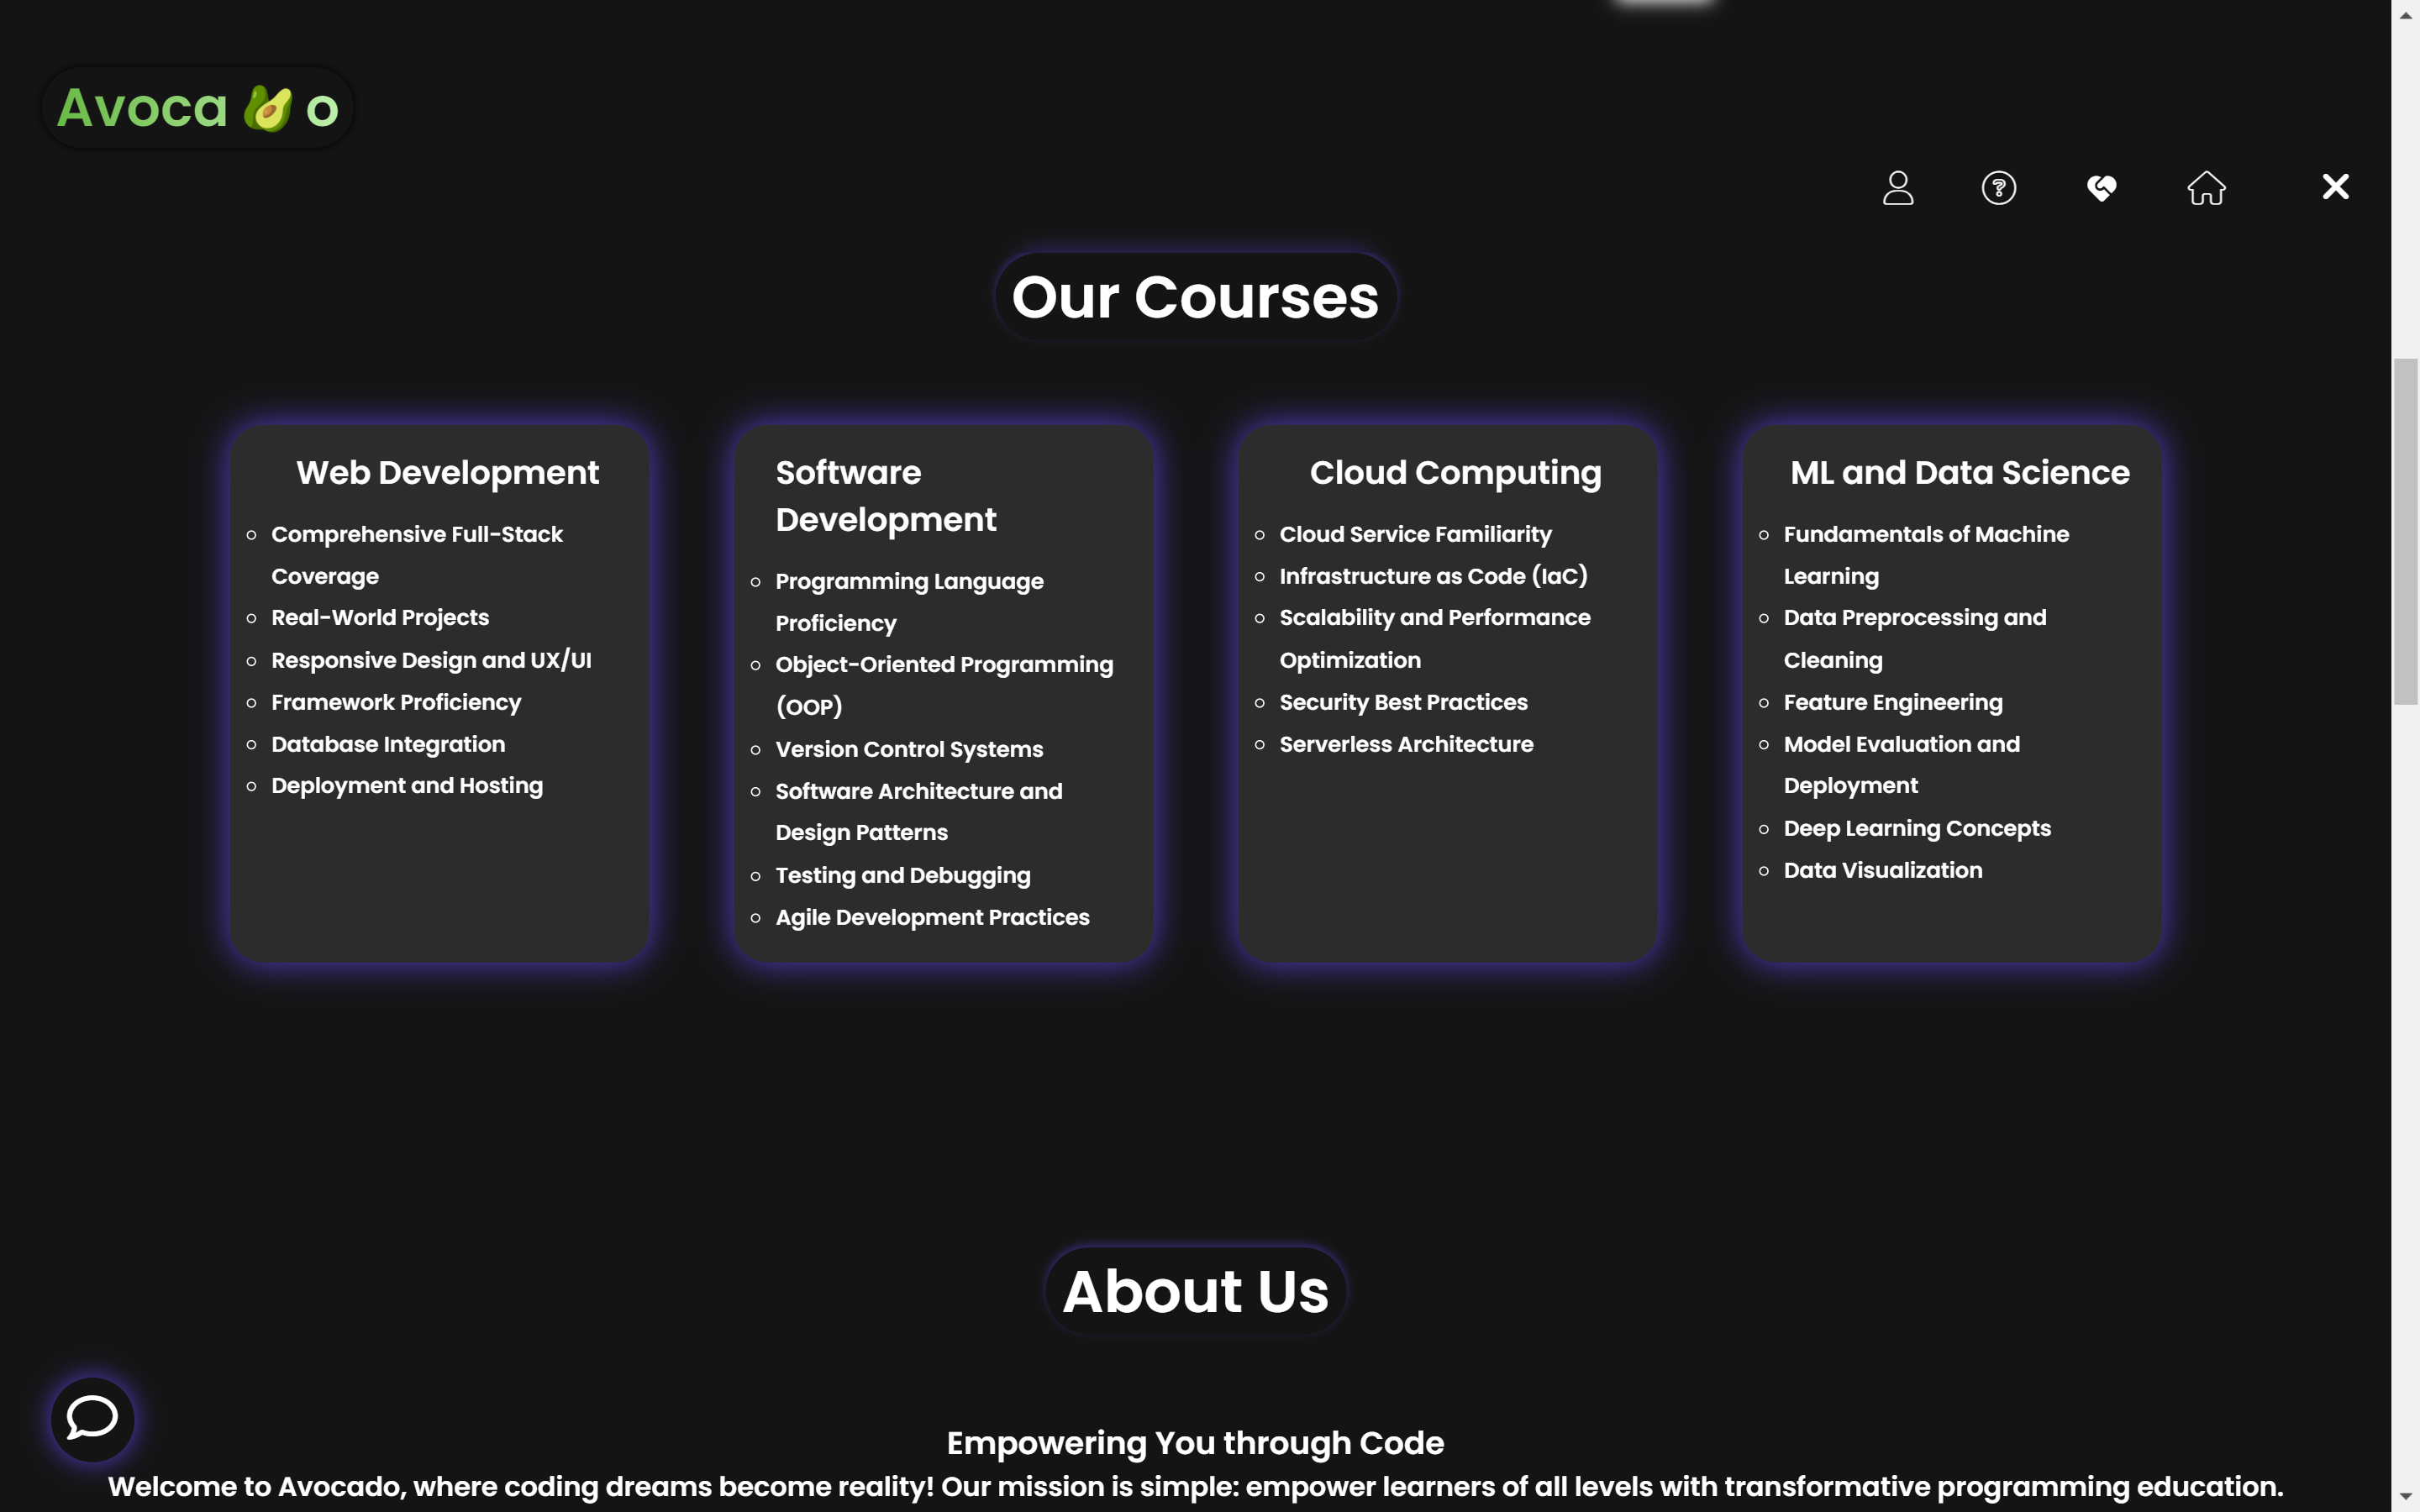 Avoca🥑o
Our Courses
Web Development
Comprehensive Full-Stack
Coverage
Real-World Projects
Responsive Design and UX/UI
Framework Proficiency
Database Integration
Deployment and Hosting
Software
Development
Programming Language
Proficiency
Object-Oriented Programming
(OOP)
Version Control Systems
Software Architecture and
Design Patterns
Testing and Debugging
Agile Development Practices
Cloud Computing
Cloud Service Familiarity
Infrastructure as Code (IaC)
Scalability and Performance
Optimization
Security Best Practices
Serverless Architecture
ML and Data Science
Fundamentals of Machine
Learning
Data Preprocessing and
Cleaning
Feature Engineering
Model Evaluation and
Deployment
Deep Learning Concepts
Data Visualization
About Us
Empowering You through Code
Welcome to Avocado, where coding dreams become reality! Our mission is simple: empower learners of all levels with transformative programming education.